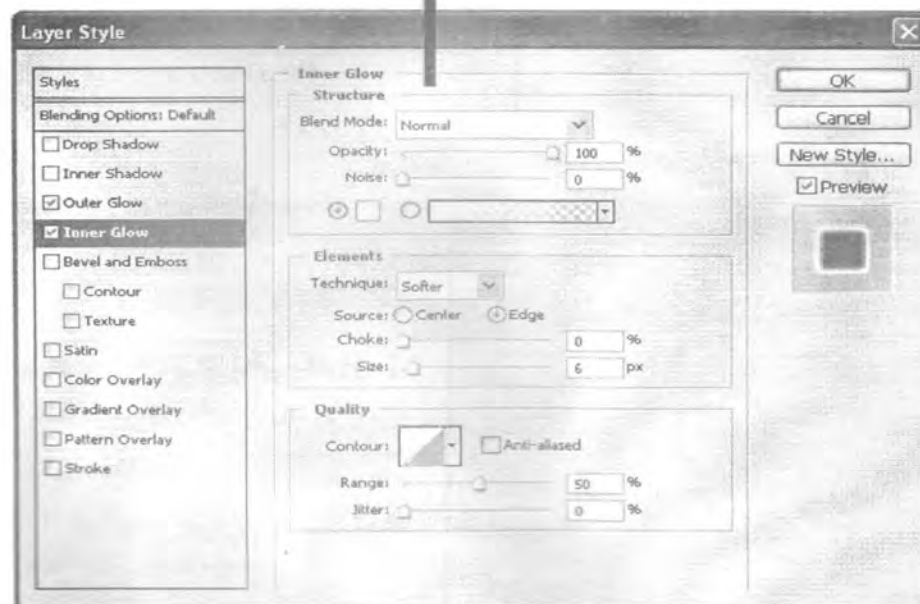 Layer Style
Styles
Blending Options: Default
Drop Shadow
Inner Shadow
Outer Glow
Inner Glow
Bevel and Emboss
Contour
Texture
Satin
Color Overlay
Gradient Overlay
Pattern Overlay
Stroke
Inner Glow
Structure
Blend Mode: Normal
Opacity: 100 %
Noise: 0 %
Elements
Technique: Softer
Source: Center Edge
Choke: 0 %
Size: 6 px
Quality
Contour: Anti-aliased
Range: 50 %
Jitter: 0 %
OK
Cancel
New Style...
Preview